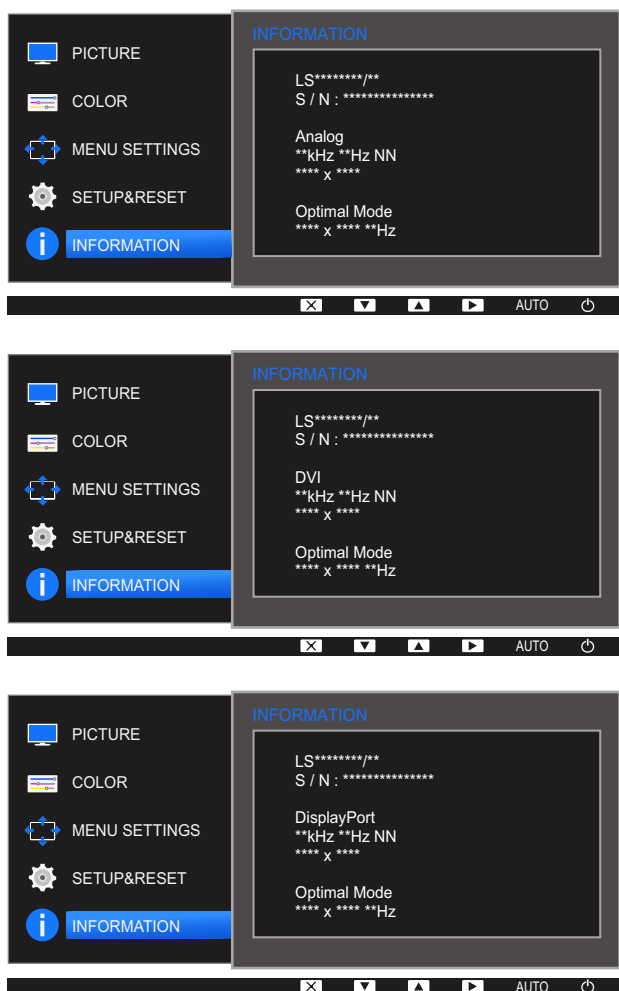 INFORMATION
PICTURE
COLOR
MENU SETTINGS
SETUP&RESET
INFORMATION
LS********/**
S / N : ***************
Analog
**kHz **Hz NN
**** x ****
Optimal Mode
**** x **** **Hz
AUTO
INFORMATION
PICTURE
COLOR
MENU SETTINGS
SETUP&RESET
INFORMATION
LS********/**
S / N : ***************
DVI
**kHz **Hz NN
**** x ****
Optimal Mode
**** x **** **Hz
AUTO
INFORMATION
PICTURE
COLOR
MENU SETTINGS
SETUP&RESET
INFORMATION
LS********/**
S / N : ***************
DisplayPort
**kHz **Hz NN
**** x ****
Optimal Mode
**** x **** **Hz
AUTO